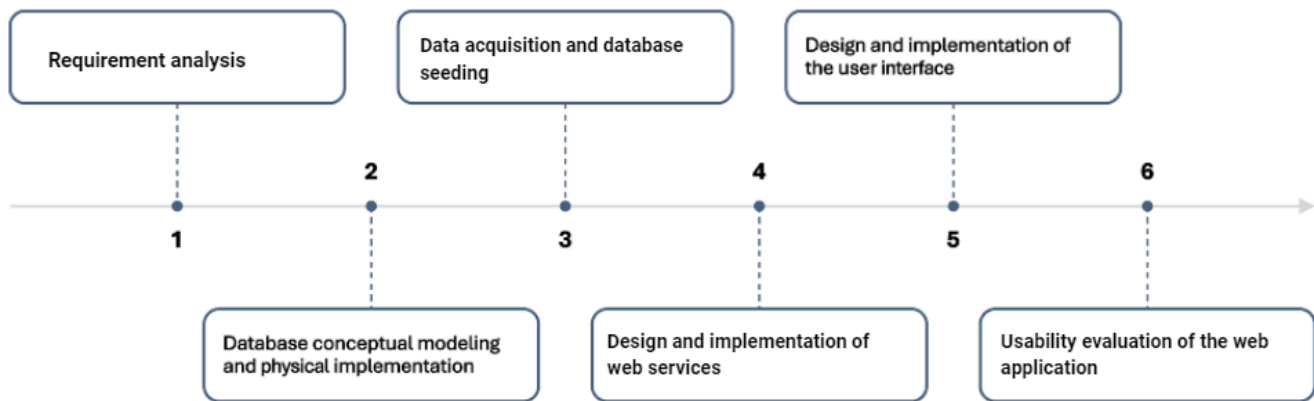 Requirement analysis
Data acquisition and database
seeding
Design and implementation of
the user interface
2
4
6
1
3
5
Database conceptual modeling
and physical implementation
Design and implementation of
web services
Usability evaluation of the web
application